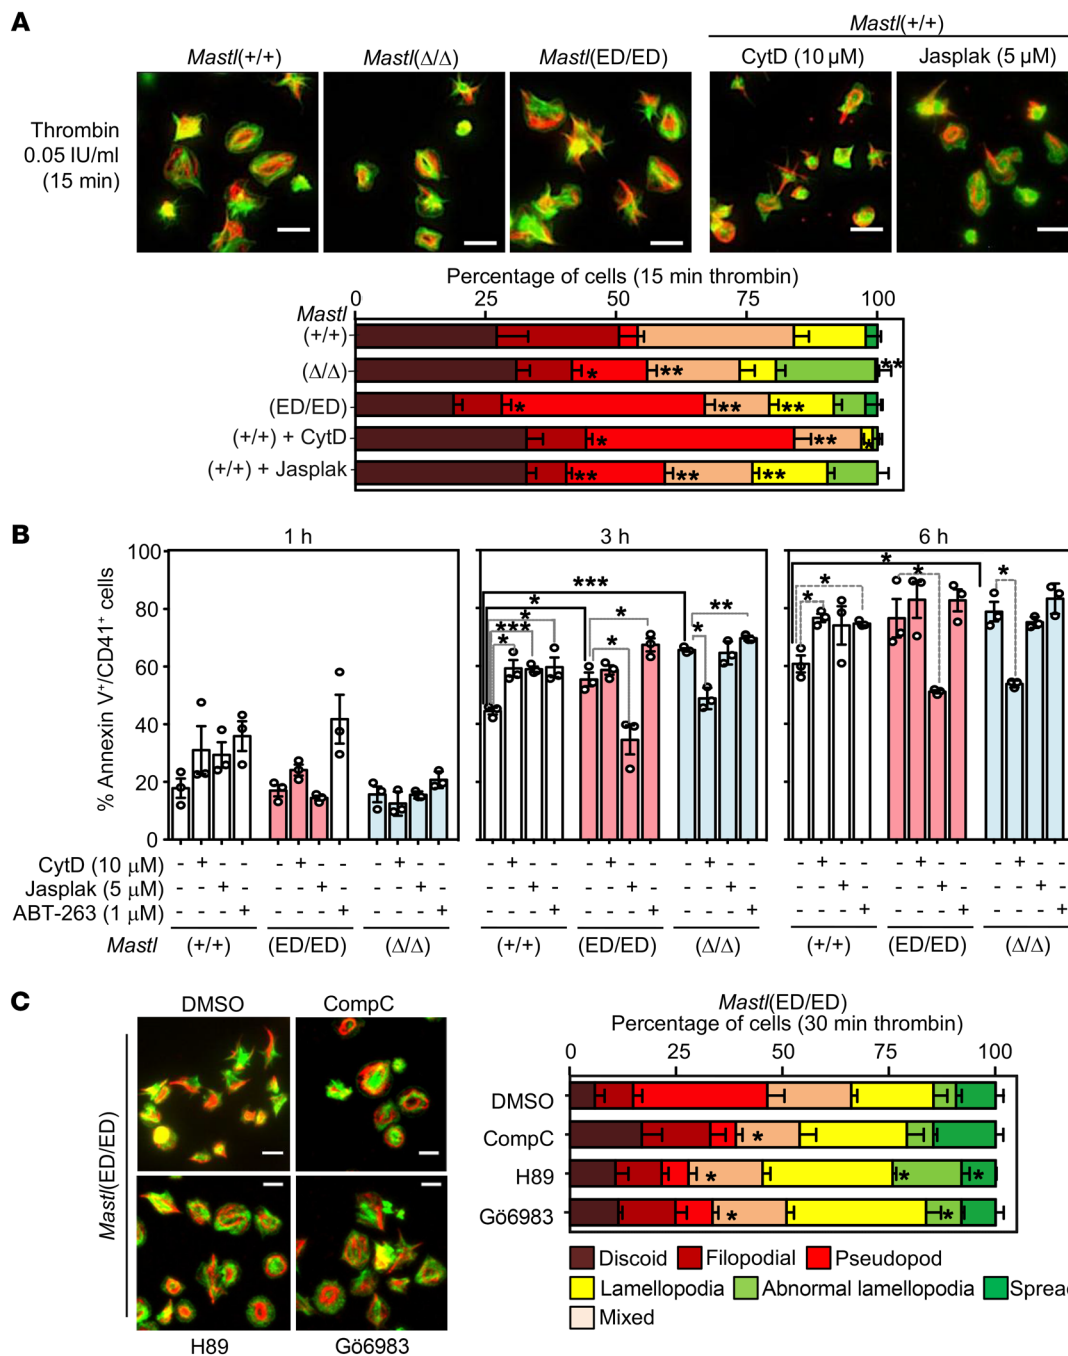 A
Mastl(+/+)
Mastl(+/+)
Mastl(Δ/Δ)
Mastl(ED/ED)
CytD (10 µM)
Jasplak (5 µM)
Thrombin
0.05 IU/ml
(15 min)
Percentage of cells (15 min thrombin)
0 25 50 75 100
Mastl
(+/+)
(Δ/Δ) * ** **
(ED/ED) * ** **
(+/+) + CytD * ** *
(+/+) + Jasplak ** ** **
B
1 h 3 h 6 h
% Annexin V+/CD41+ cells
100
80
60
40
20
0
*** * * *** * * * * **
* * * * *
CytD (10 µM) - + - - - + - - - + - - - + - - - + - - - + - - - + - - - + - - - + - -
Jasplak (5 µM) - - + - - - + - - - + - - - + - - - + - - - + - - - + - - - + - - - + -
ABT-263 (1 µM) - - - + - - - + - - - + - - - + - - - + - - - + - - - + - - - + - - - +
Mastl (+/+) (ED/ED) (Δ/Δ) (+/+) (ED/ED) (Δ/Δ) (+/+) (ED/ED) (Δ/Δ)
C
DMSO CompC
Mastl(ED/ED)
H89 Gö6983
Mastl(ED/ED)
Percentage of cells (30 min thrombin)
0 25 50 75 100
DMSO
CompC *
H89 * * *
Gö6983 * *
Discoid Filopodial Pseudopod
Lamellopodia Abnormal lamellopodia Sprea
Mixed